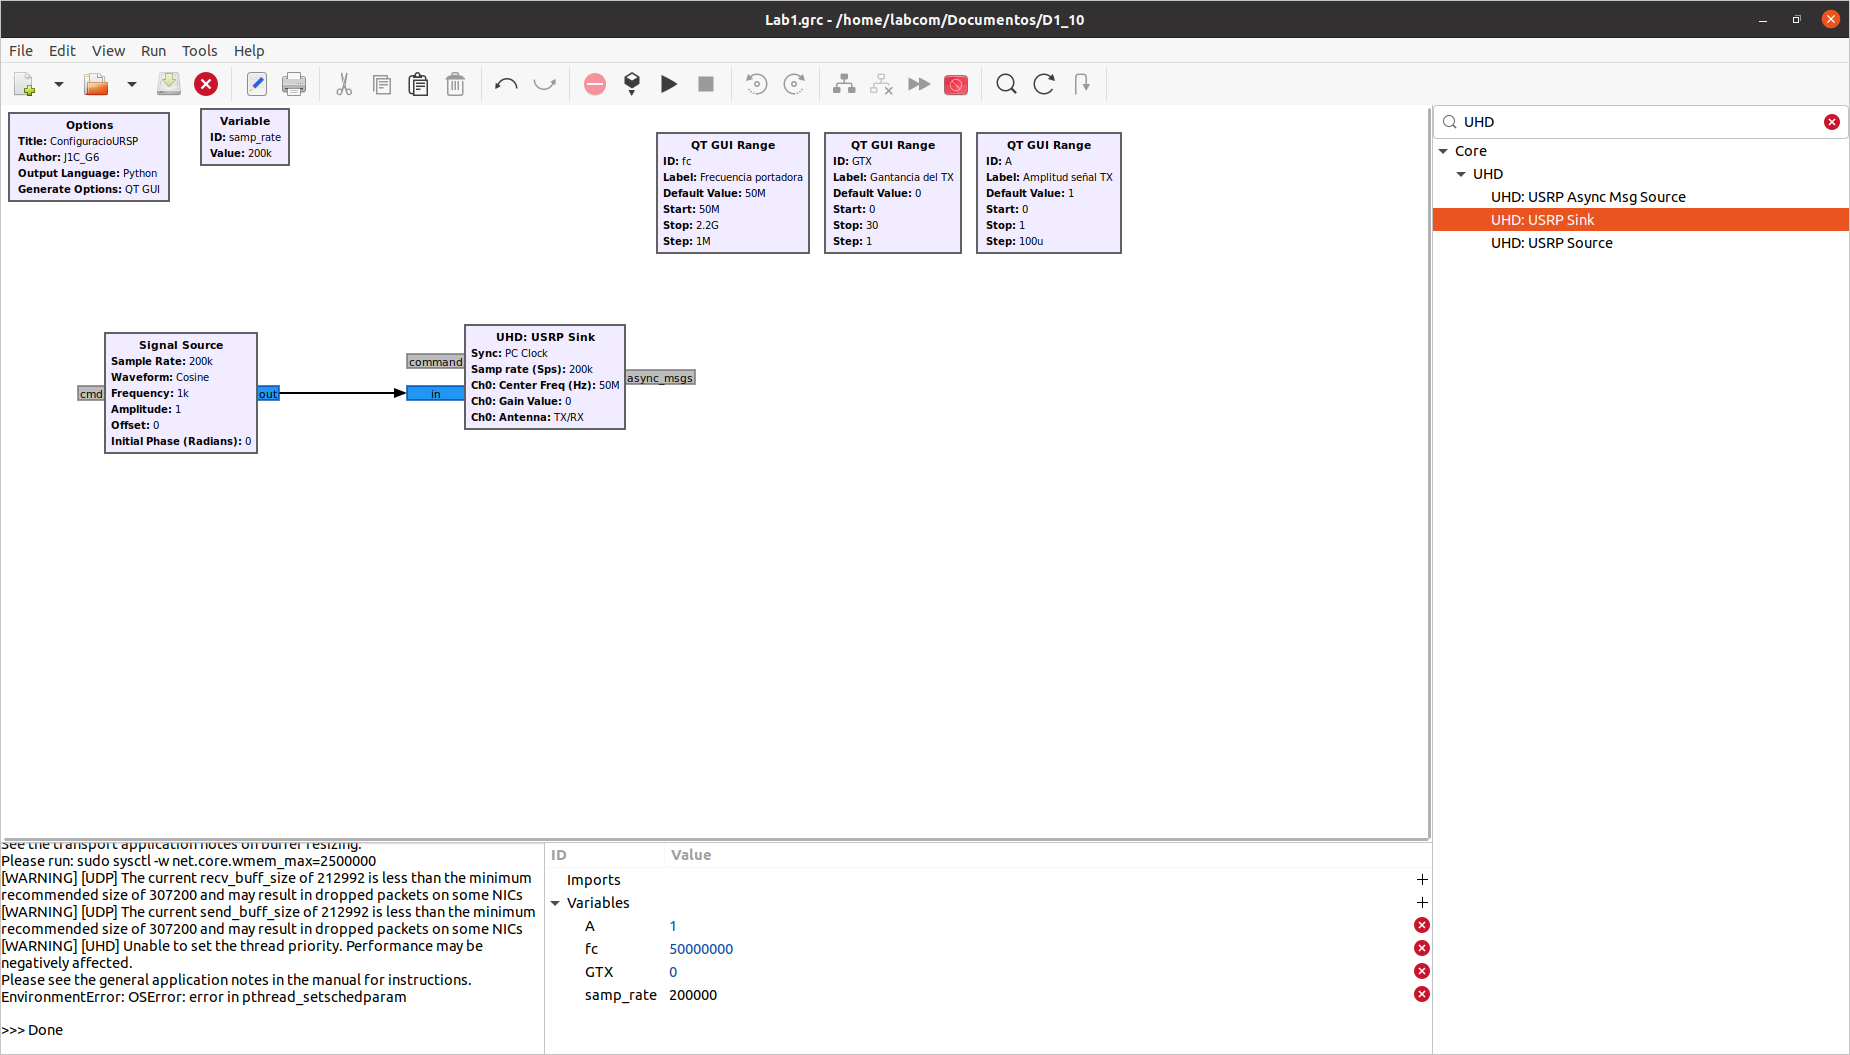 Lab1.grc - /home/labcom/Documentos/D1_10
File Edit View Run Tools Help
Options
Title: ConfiguracioURSP
Author: J1C_G6
Output Language: Python
Generate Options: QT GUI
Variable
ID: samp_rate
Value: 200k
QT GUI Range
ID: fc
Label: Frecuencia portadora
Default Value: 50M
Start: 50M
Stop: 2.2G
Step: 1M
QT GUI Range
ID: GTX
Label: Gantancia del TX
Default Value: 0
Start: 0
Stop: 30
Step: 1
QT GUI Range
ID: A
Label: Amplitud señal TX
Default Value: 1
Start: 0
Stop: 1
Step: 100u
Signal Source
Sample Rate: 200k
Waveform: Cosine
Frequency: 1k
Amplitude: 1
Offset: 0
Initial Phase (Radians): 0
cmd
out
command
in
UHD: USRP Sink
Sync: PC Clock
Samp rate (Sps): 200k
Ch0: Center Freq (Hz): 50M
Ch0: Gain Value: 0
Ch0: Antenna: TX/RX
async_msgs
UHD
Core
UHD
UHD: USRP Async Msg Source
UHD: USRP Sink
UHD: USRP Source
See the transport application notes on buffer resizing.
Please run: sudo sysctl -w net.core.wmem_max=2500000
[WARNING] [UDP] The current recv_buff_size of 212992 is less than the minimum
recommended size of 307200 and may result in dropped packets on some NICs
[WARNING] [UDP] The current send_buff_size of 212992 is less than the minimum
recommended size of 307200 and may result in dropped packets on some NICs
[WARNING] [UHD] Unable to set the thread priority. Performance may be
negatively affected.
Please see the general application notes in the manual for instructions.
EnvironmentError: OSError: error in pthread_setschedparam
>>> Done
ID Value
Imports
Variables
A 1
fc 50000000
GTX 0
samp_rate 200000